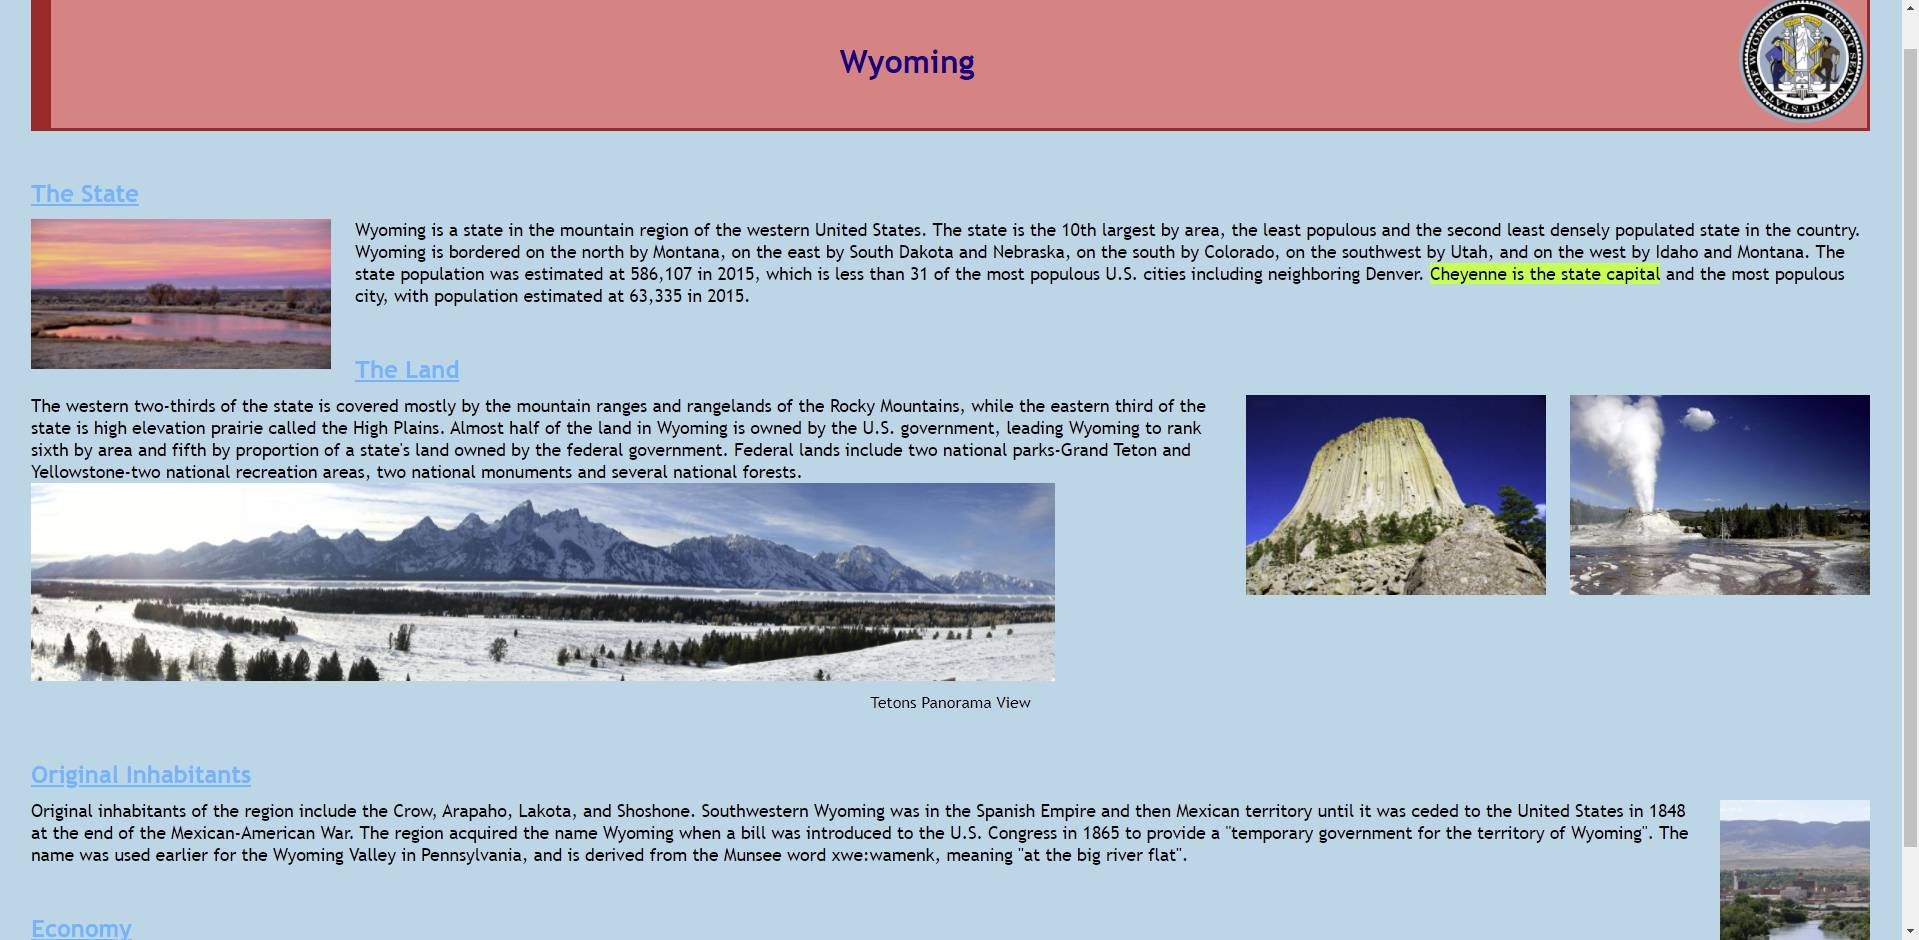 Wyoming
GREAT SEAL OF THE STATE OF WYOMING
The State
Wyoming is a state in the mountain region of the western United States. The state is the 10th largest by area, the least populous and the second least densely populated state in the country.
Wyoming is bordered on the north by Montana, on the east by South Dakota and Nebraska, on the south by Colorado, on the southwest by Utah, and on the west by Idaho and Montana. The
state population was estimated at 586,107 in 2015, which is less than 31 of the most populous U.S. cities including neighboring Denver. Cheyenne is the state capital and the most populous
city, with population estimated at 63,335 in 2015.
The Land
The western two-thirds of the state is covered mostly by the mountain ranges and rangelands of the Rocky Mountains, while the eastern third of the
state is high elevation prairie called the High Plains. Almost half of the land in Wyoming is owned by the U.S. government, leading Wyoming to rank
sixth by area and fifth by proportion of a state's land owned by the federal government. Federal lands include two national parks-Grand Teton and
Yellowstone-two national recreation areas, two national monuments and several national forests.
Tetons Panorama View
Original Inhabitants
Original inhabitants of the region include the Crow, Arapaho, Lakota, and Shoshone. Southwestern Wyoming was in the Spanish Empire and then Mexican territory until it was ceded to the United States in 1848
at the end of the Mexican-American War. The region acquired the name Wyoming when a bill was introduced to the U.S. Congress in 1865 to provide a "temporary government for the territory of Wyoming". The
name was used earlier for the Wyoming Valley in Pennsylvania, and is derived from the Munsee word xwe:wamenk, meaning "at the big river flat".
Economy